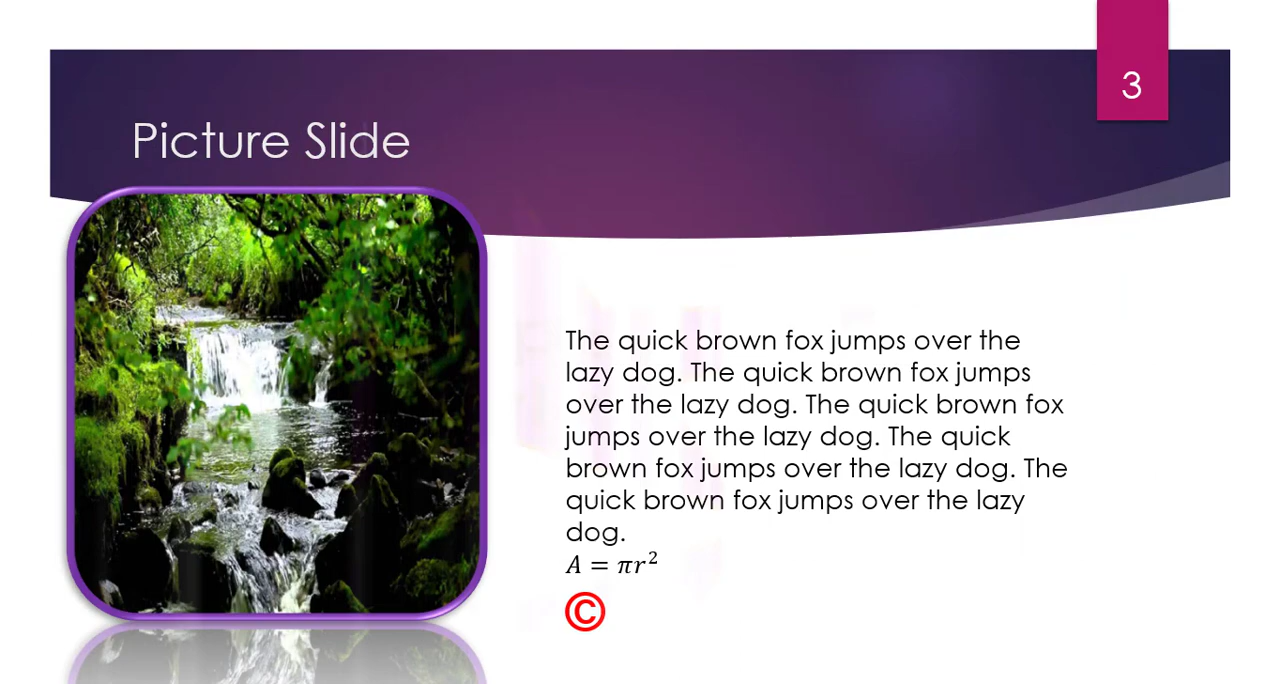 3
Picture Slide
The quick brown fox jumps over the
lazy dog. The quick brown fox jumps
over the lazy dog. The quick brown fox
jumps over the lazy dog. The quick
brown fox jumps over the lazy dog. The
quick brown fox jumps over the lazy
dog.
A = πr²
©